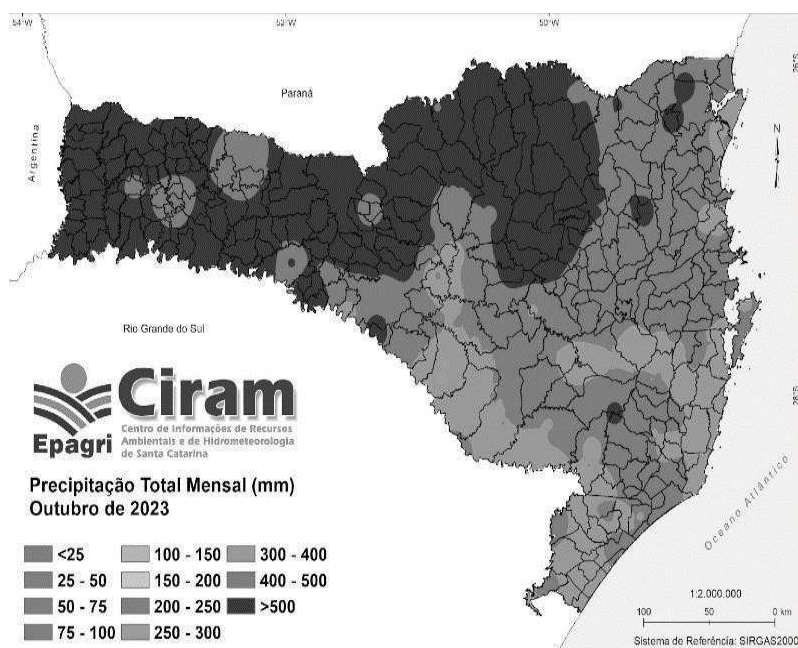 54°W
52°W
50°W
26°S
Paraná
Argentina
N
Rio Grande do Sul
28°S
Ciram
Epagri
Centro de Informações de Recursos
Ambientais e de Hidrometeorologia
de Santa Catarina
Precipitação Total Mensal (mm)
Outubro de 2023
<25
25 - 50
50 - 75
75 - 100
100 - 150
150 - 200
200 - 250
250 - 300
300 - 400
400 - 500
>500
Oceano Atlântico
1:2.000.000
100 50 0 km
Sistema de Referência: SIRGAS2000